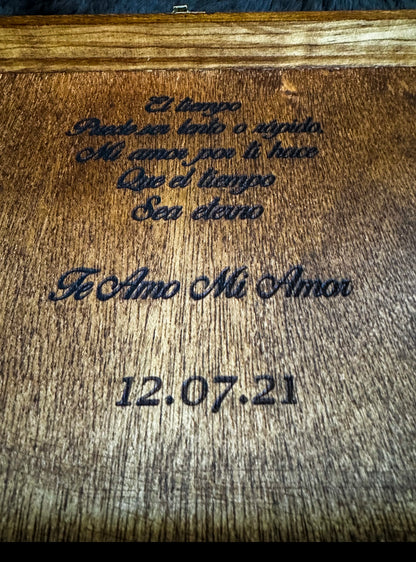 El tiempo
Puede ser lento o rápido.
Mi amor por ti hace
Que el tiempo
Sea eterno
Te Amo Mi Amor
12.07.21